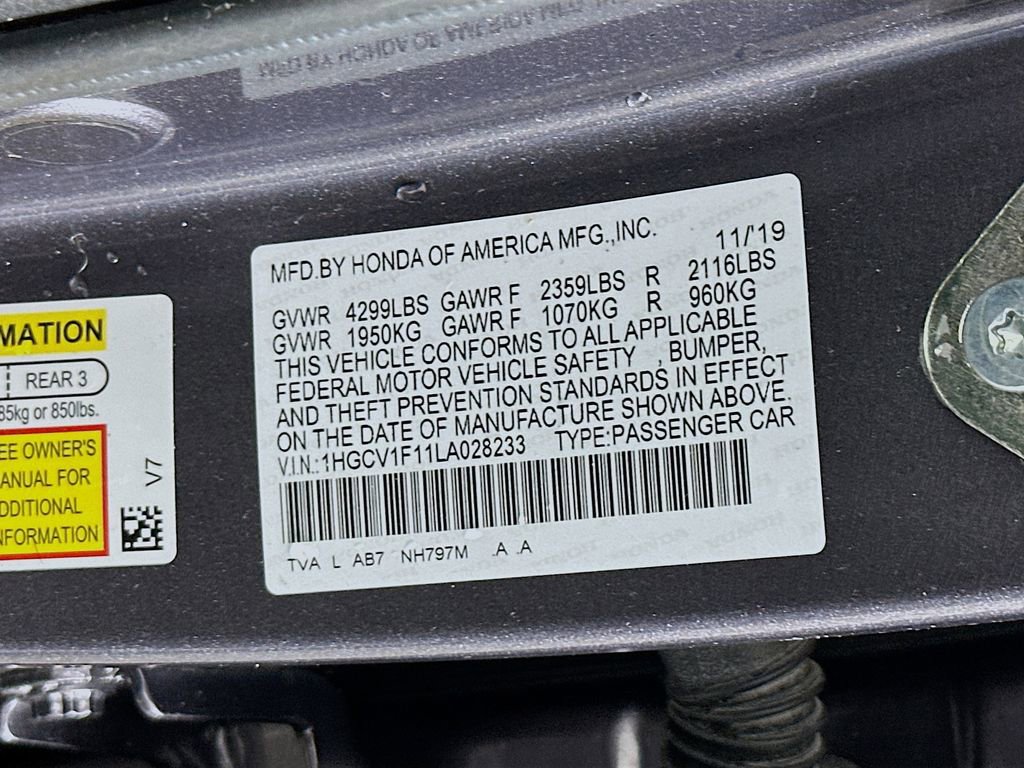 MFD.BY HONDA OF AMERICA MFG.,INC. 11/'19
GVWR 4299LBS GAWR F 2359LBS R 2116LBS
GVWR 1950KG GAWR F 1070KG R 960KG
THIS VEHICLE CONFORMS TO ALL APPLICABLE
FEDERAL MOTOR VEHICLE SAFETY , BUMPER,
AND THEFT PREVENTION STANDARDS IN EFFECT
ON THE DATE OF MANUFACTURE SHOWN ABOVE.
V.I.N.:1HGCV1F11LA028233 TYPE:PASSENGER CAR
TVA L AB7 NH797M .A .A
MATION
REAR 3
85kg or 850lbs.
EE OWNER'S
ANUAL FOR
DDITIONAL
NFORMATION
V7